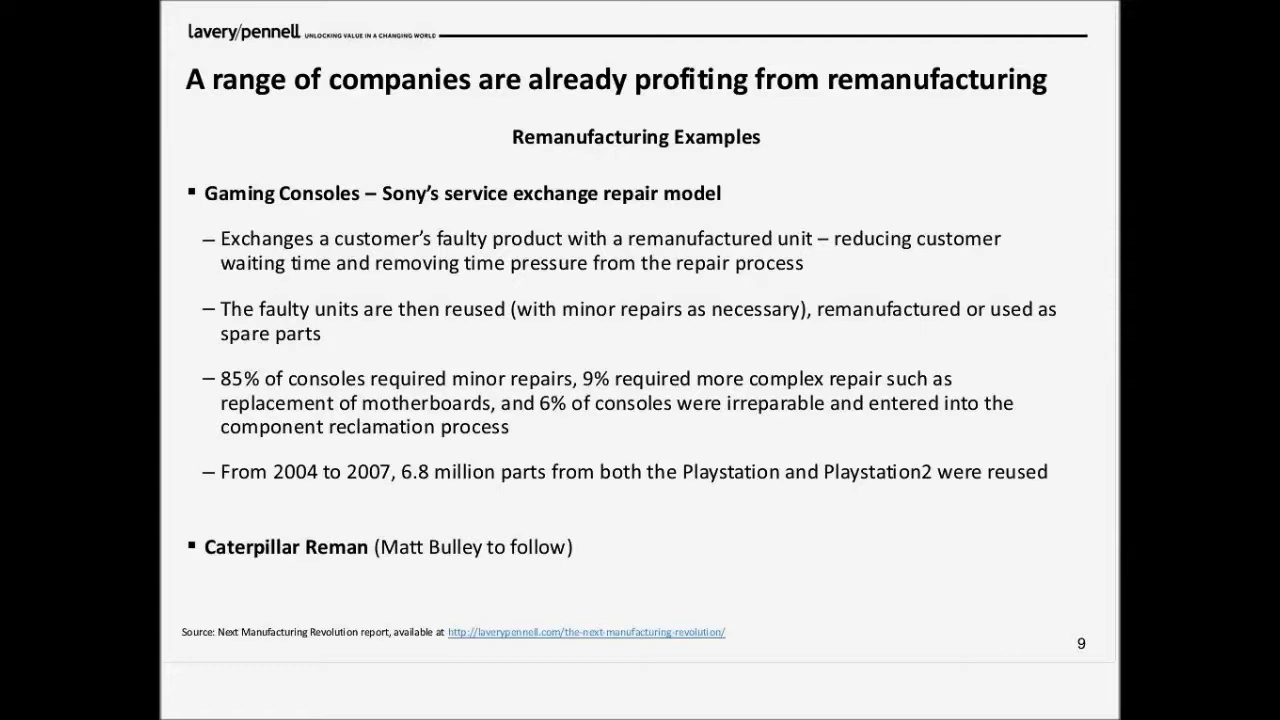 lavery/pennell UNLOCKING VALUE IN A CHANGING WORLD
A range of companies are already profiting from remanufacturing
Remanufacturing Examples
▪ Gaming Consoles – Sony's service exchange repair model
– Exchanges a customer's faulty product with a remanufactured unit – reducing customer
waiting time and removing time pressure from the repair process
– The faulty units are then reused (with minor repairs as necessary), remanufactured or used as
spare parts
– 85% of consoles required minor repairs, 9% required more complex repair such as
replacement of motherboards, and 6% of consoles were irreparable and entered into the
component reclamation process
– From 2004 to 2007, 6.8 million parts from both the Playstation and Playstation2 were reused
▪ Caterpillar Reman (Matt Bulley to follow)
Source: Next Manufacturing Revolution report, available at http://laverypennell.com/the-next-manufacturing-revolution/
9